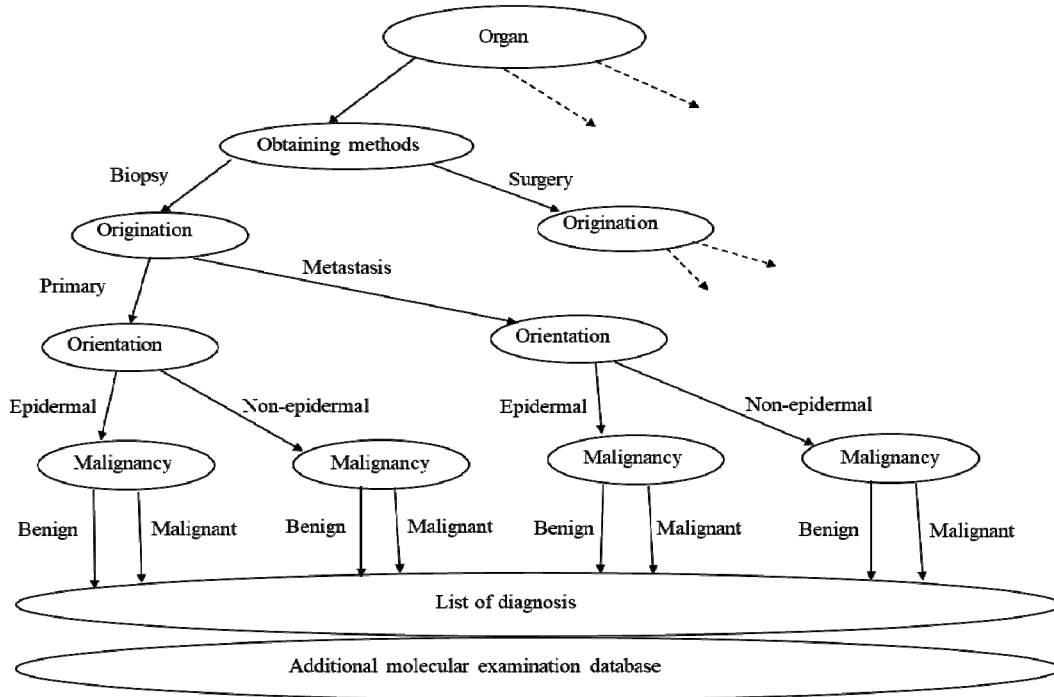 Organ
Obtaining methods
Biopsy
Surgery
Origination
Origination
Metastasis
Primary
Orientation
Orientation
Epidermal
Non-epidermal
Epidermal
Non-epidermal
Malignancy
Malignancy
Malignancy
Malignancy
Benign
Malignant
Benign
Malignant
Benign
Malignant
Benign
Malignant
List of diagnosis
Additional molecular examination database